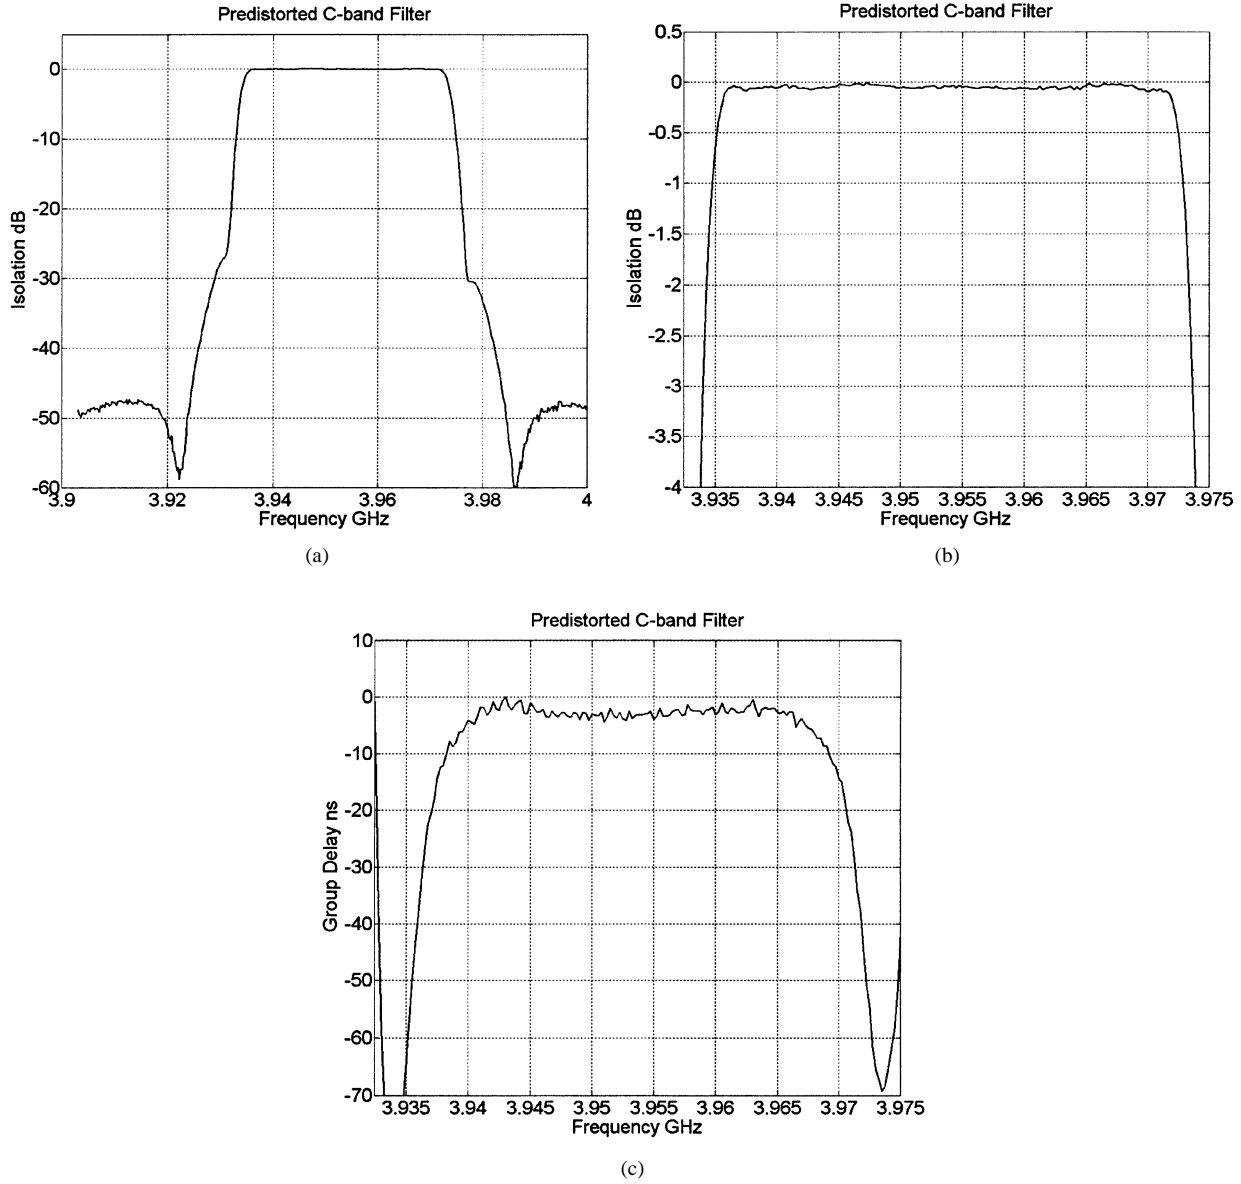 Predistorted C-band Filter
0
-10
-20
-30
-40
-50
-60
Isolation dB
3.9 3.92 3.94 3.96 3.98 4
Frequency GHz
(a)
Predistorted C-band Filter
0.5
0
-0.5
-1
-1.5
-2
-2.5
-3
-3.5
-4
Isolation dB
3.935 3.94 3.945 3.95 3.955 3.96 3.965 3.97 3.975
Frequency GHz
(b)
Predistorted C-band Filter
10
0
-10
-20
-30
-40
-50
-60
-70
Group Delay ns
3.935 3.94 3.945 3.95 3.955 3.96 3.965 3.97 3.975
Frequency GHz
(c)